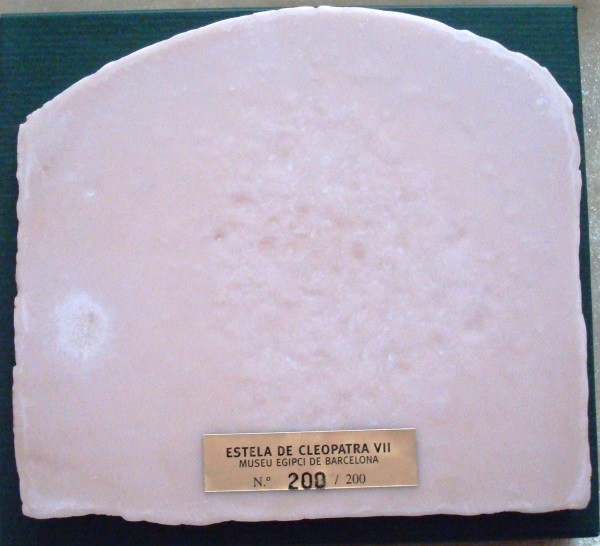 ESTELA DE CLEOPATRA VII
MUSEU EGIPCI DE BARCELONA
N.º 200 / 200